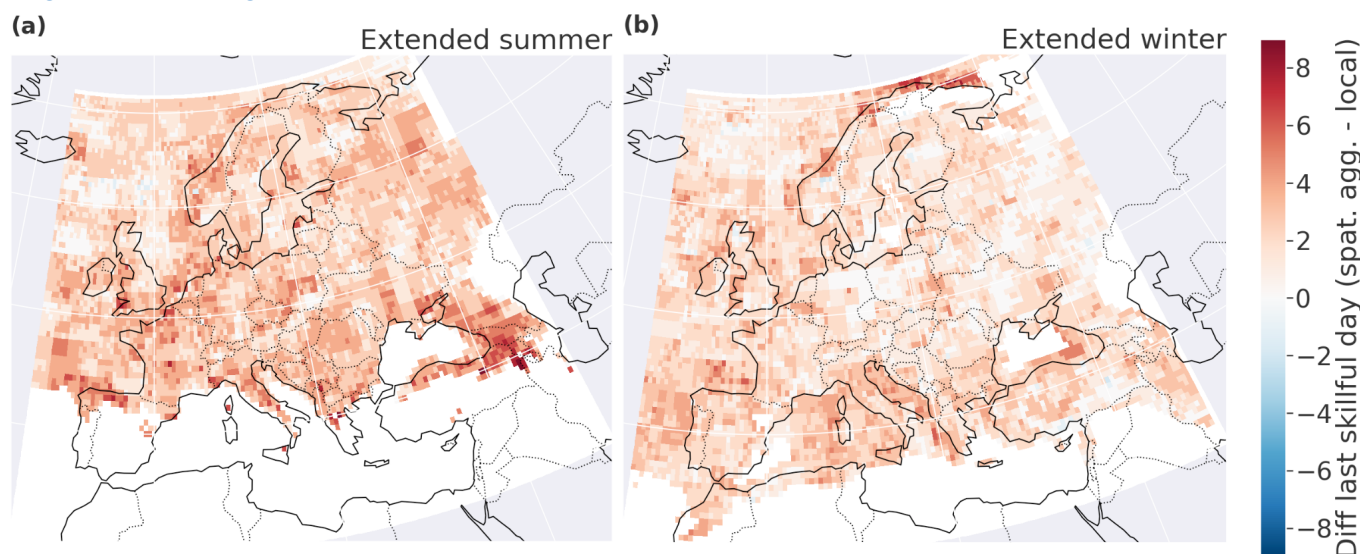 (a)
Extended summer
(b)
Extended winter
8
6
4
2
0
−2
−4
−6
−8
Diff last skillful day (spat. agg. - local)